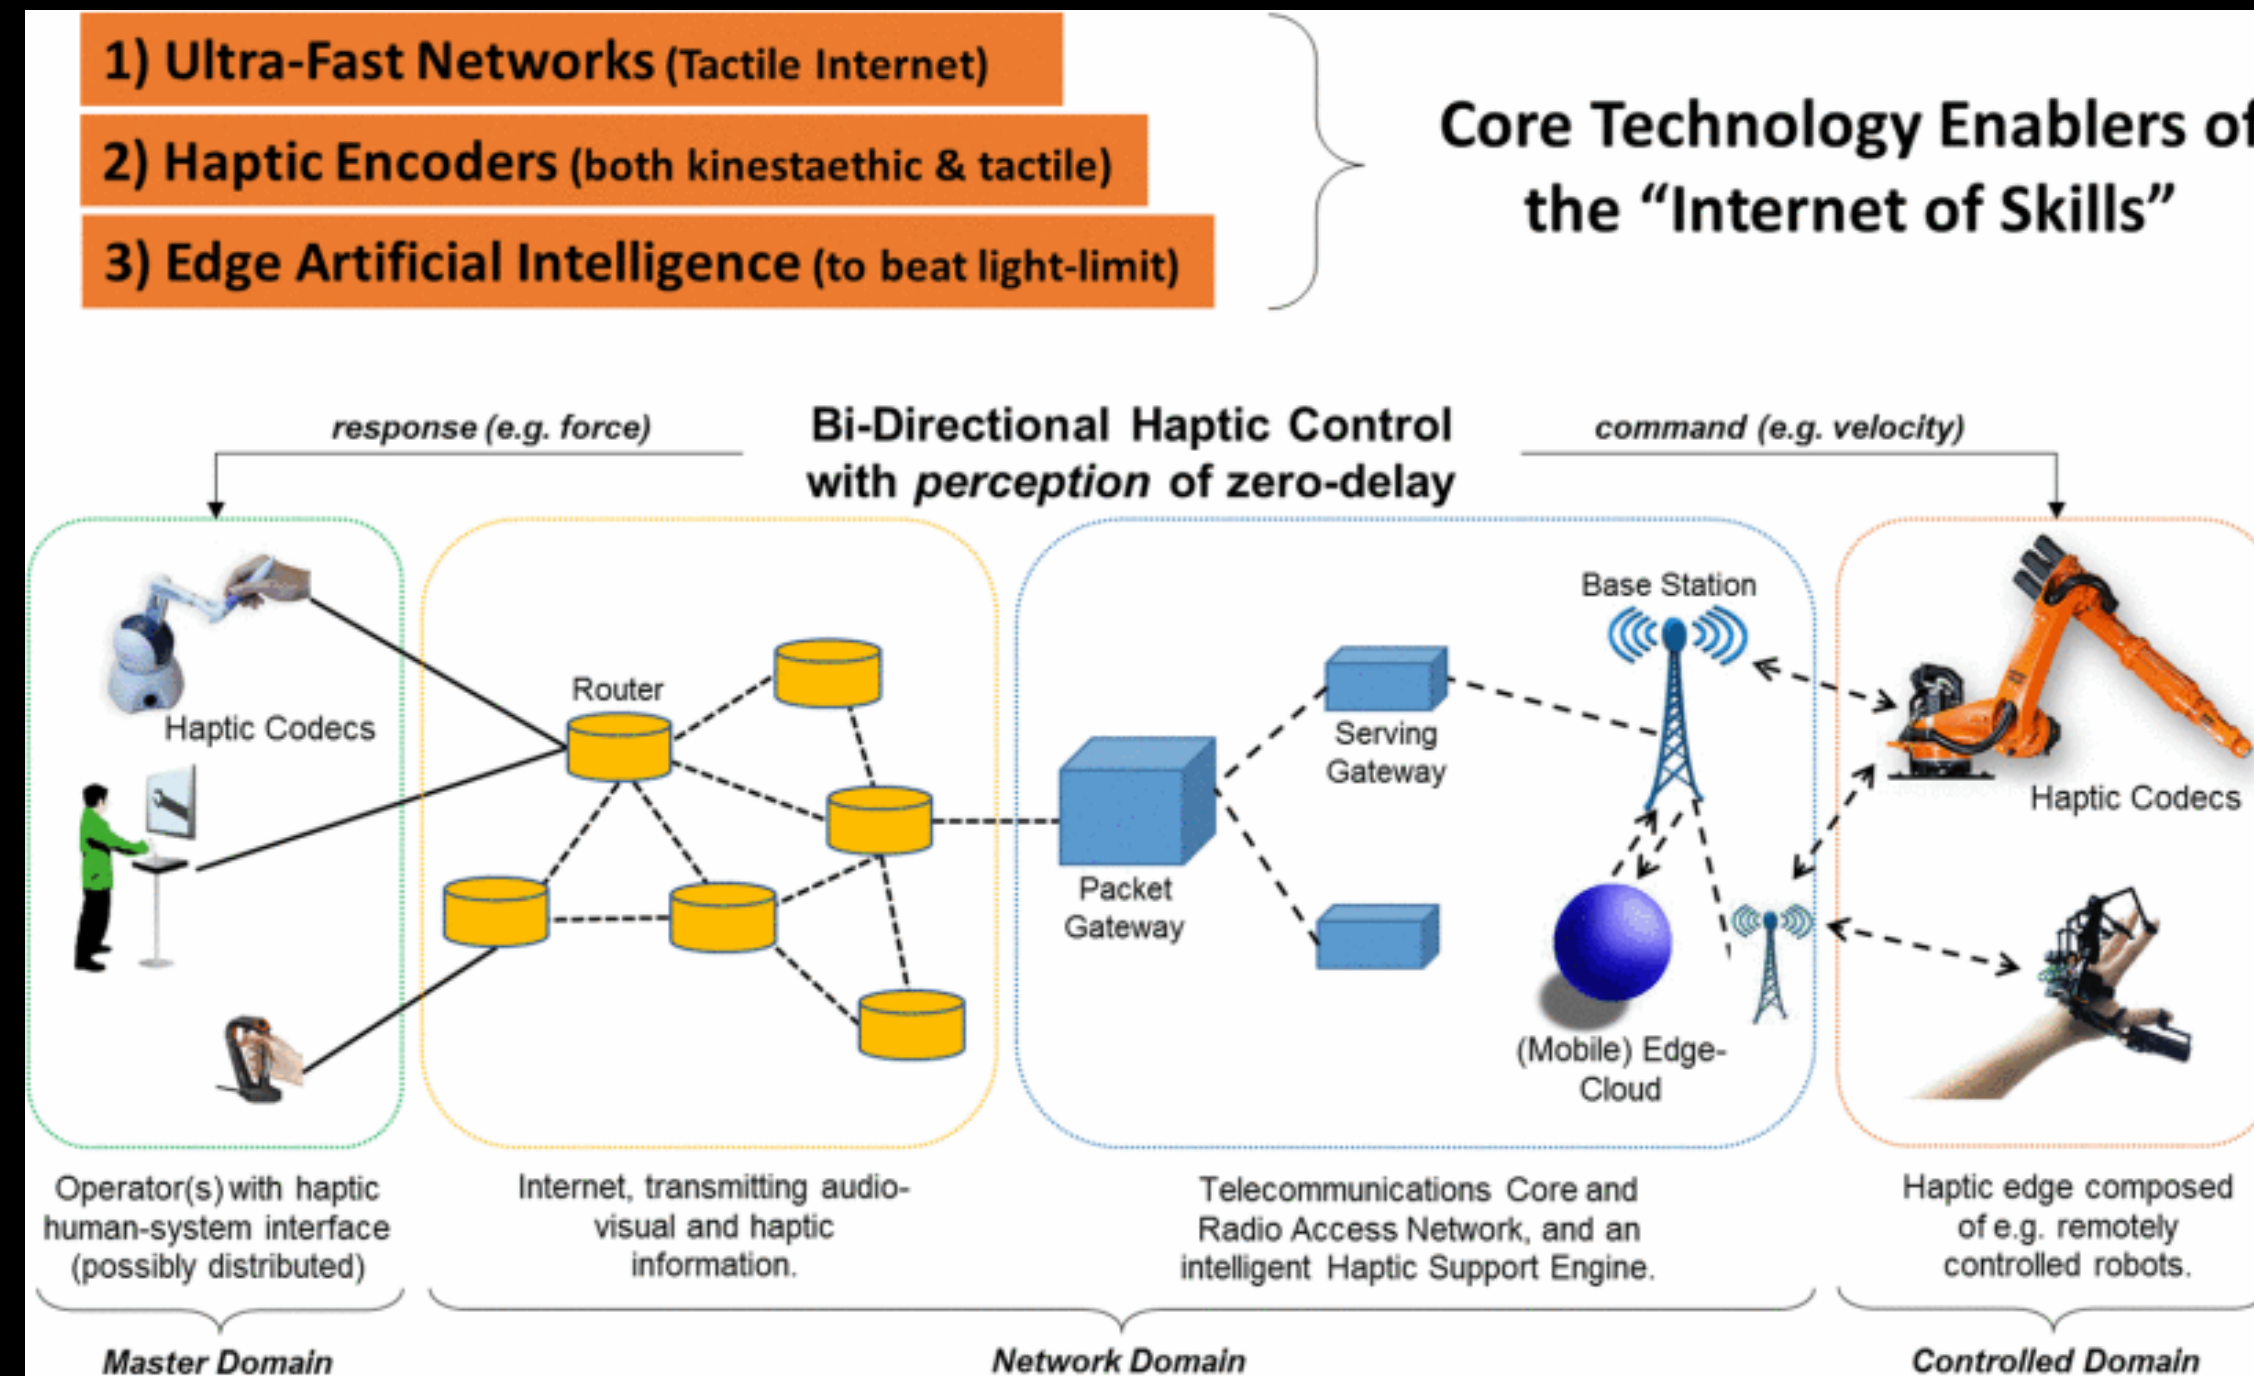 1) Ultra-Fast Networks (Tactile Internet)
2) Haptic Encoders (both kinestaethic & tactile)
3) Edge Artificial Intelligence (to beat light-limit)
Core Technology Enablers of
the “Internet of Skills”
response (e.g. force)
Bi-Directional Haptic Control
with perception of zero-delay
command (e.g. velocity)
Haptic Codecs
Router
Packet
Gateway
Serving
Gateway
Base Station
(Mobile) Edge-
Cloud
Haptic Codecs
Operator(s) with haptic
human-system interface
(possibly distributed)
Internet, transmitting audio-
visual and haptic
information.
Telecommunications Core and
Radio Access Network, and an
intelligent Haptic Support Engine.
Haptic edge composed
of e.g. remotely
controlled robots.
Master Domain
Network Domain
Controlled Domain